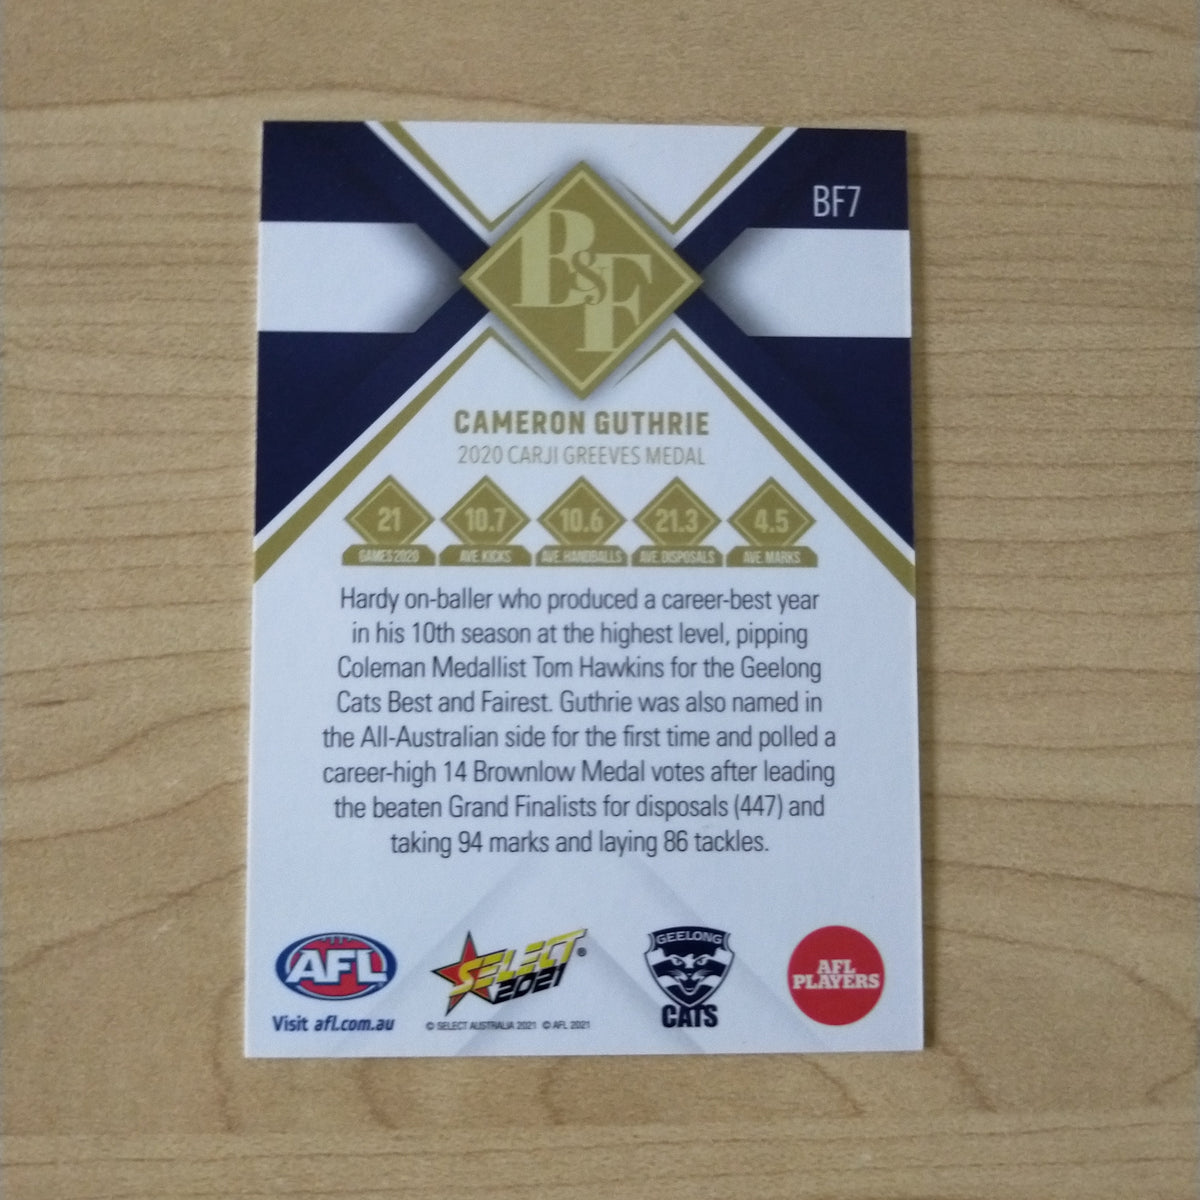 BF7
B&F
CAMERON GUTHRIE
2020 CARJI GREEVES MEDAL
21 10.7 10.6 21.3 4.5
GAMES 2020 AVE. KICKS AVE. HANDBALLS AVE. DISPOSALS AVE. MARKS
Hardy on-baller who produced a career-best year
in his 10th season at the highest level, pipping
Coleman Medallist Tom Hawkins for the Geelong
Cats Best and Fairest. Guthrie was also named in
the All-Australian side for the first time and polled a
career-high 14 Brownlow Medal votes after leading
the beaten Grand Finalists for disposals (447) and
taking 94 marks and laying 86 tackles.
AFL
Visit afl.com.au
SELECT®
2021
© SELECT AUSTRALIA 2021 © AFL 2021
GEELONG
CATS
AFL
PLAYERS